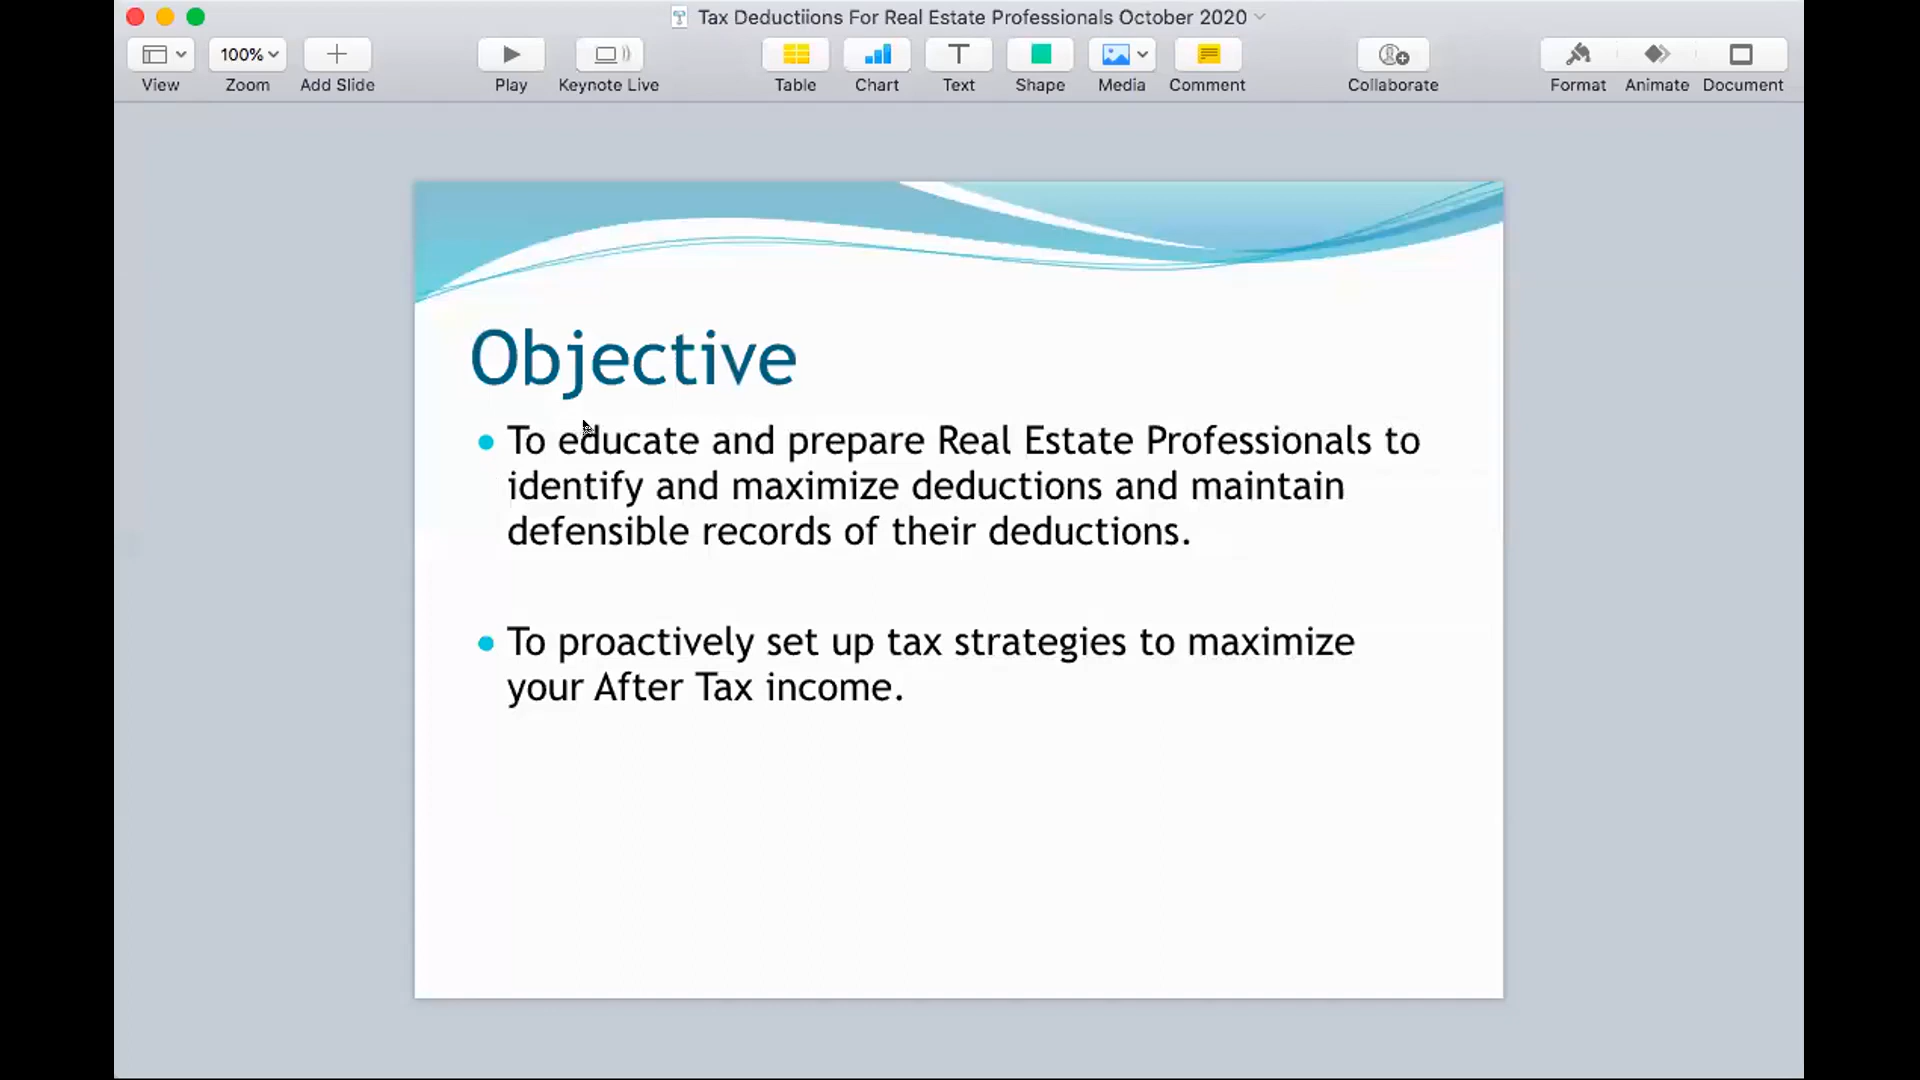 Tax Deductiions For Real Estate Professionals October 2020
100%
View
Zoom
Add Slide
Play
Keynote Live
Table
Chart
Text
Shape
Media
Comment
Collaborate
Format
Animate
Document
Objective
• To educate and prepare Real Estate Professionals to
identify and maximize deductions and maintain
defensible records of their deductions.
• To proactively set up tax strategies to maximize
your After Tax income.